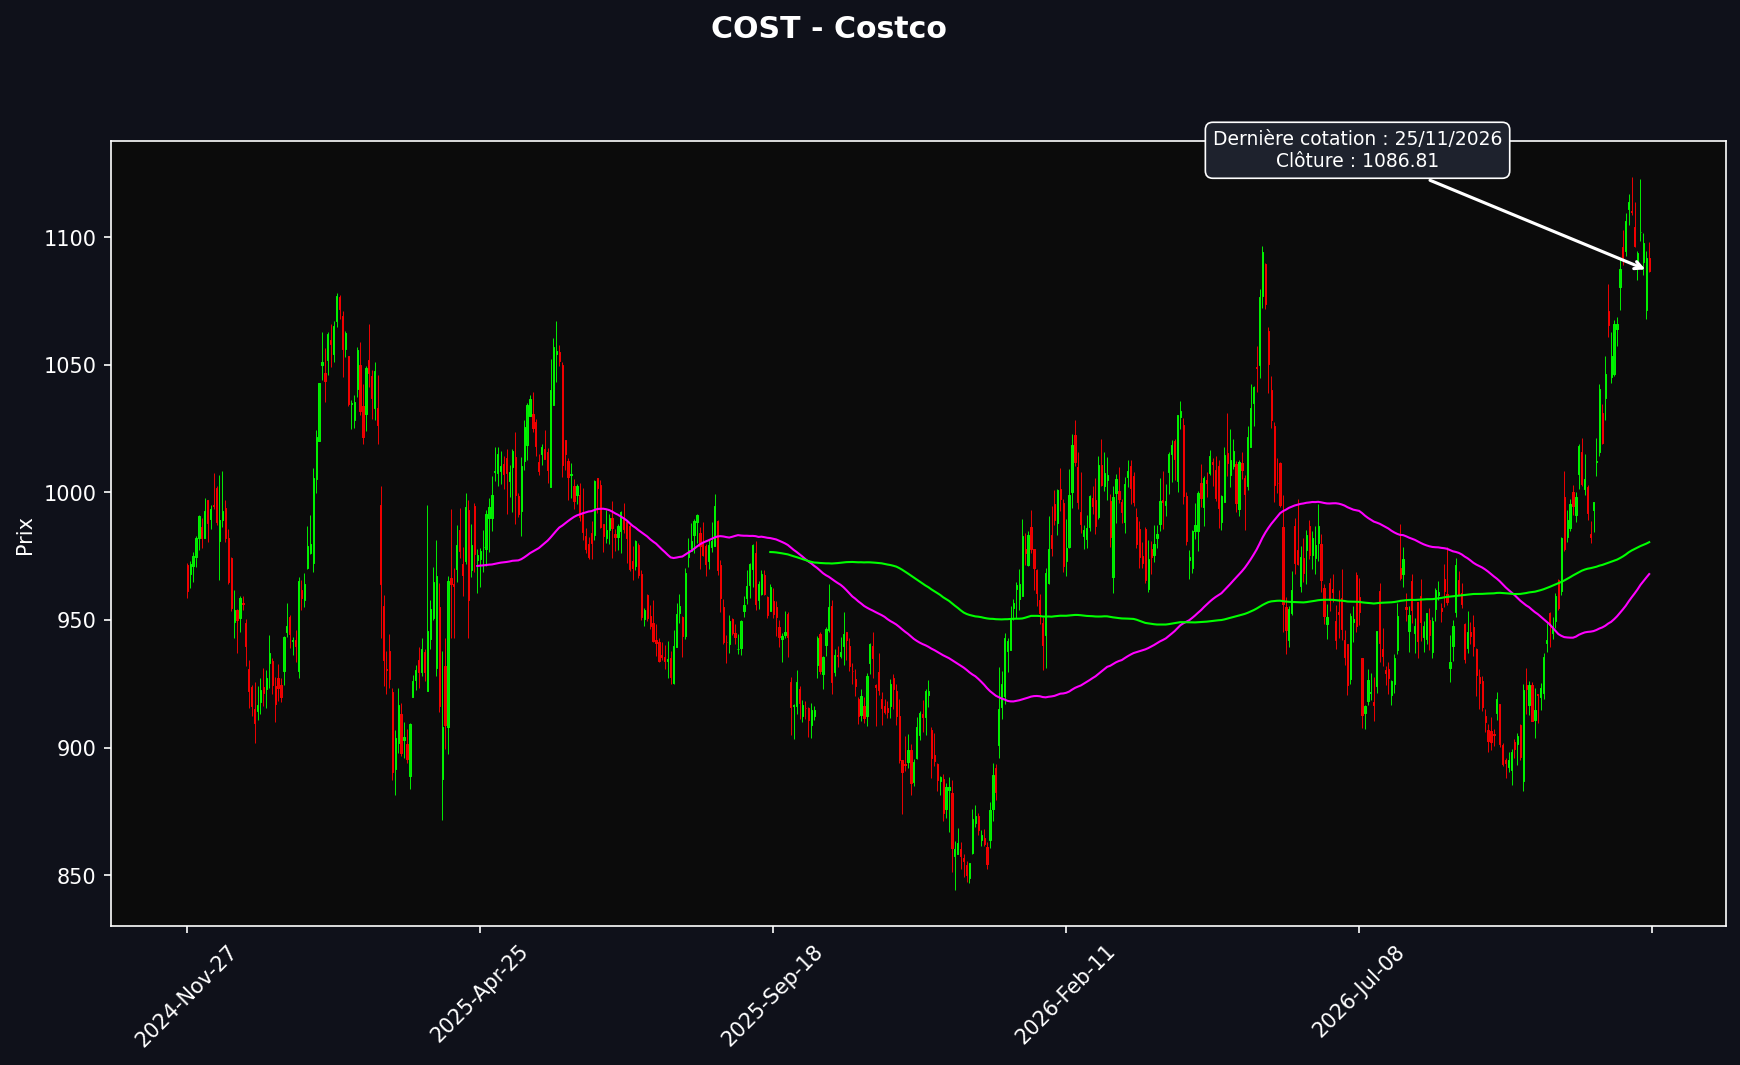 COST - Costco
Dernière cotation : 25/11/2026
Clôture : 1086.81
Prix
1100
1050
1000
950
900
850
2024-Nov-27
2025-Apr-25
2025-Sep-18
2026-Feb-11
2026-Jul-08